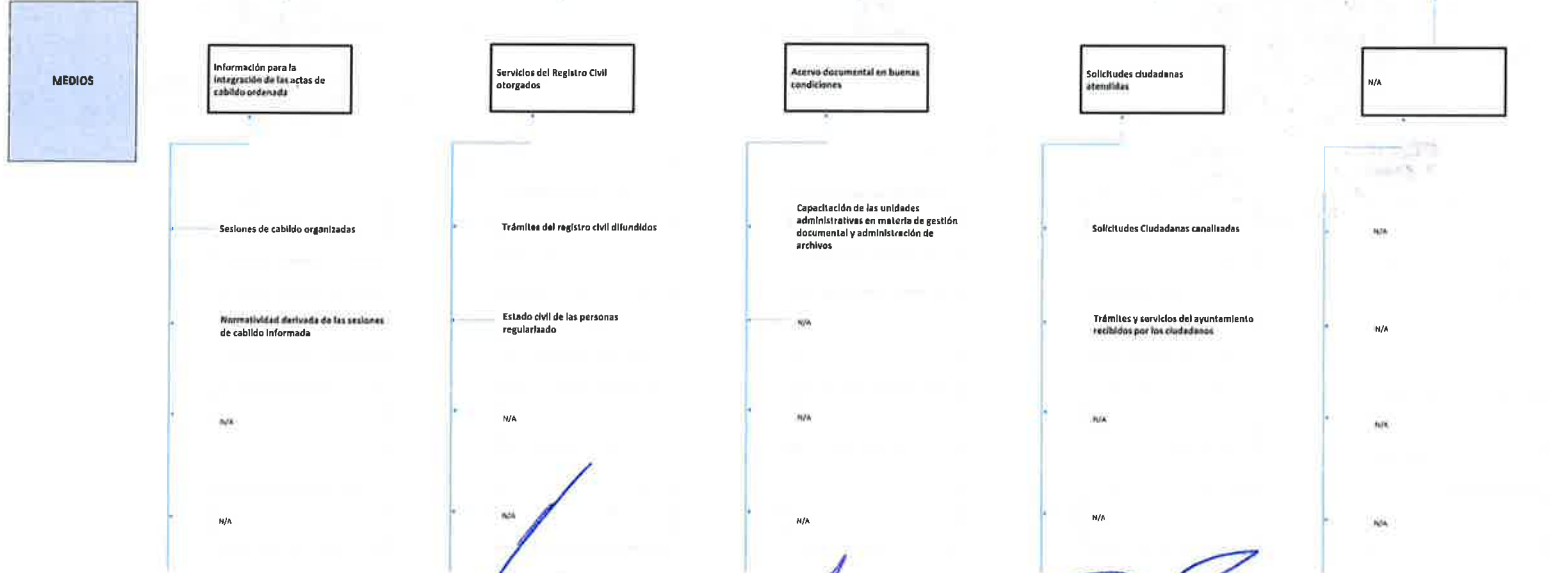 MEDIOS
Información para la
integración de las actas de
cabildo ordenada
Servicios del Registro Civil
otorgados
Acervo documental en buenas
condiciones
Solicitudes ciudadanas
atendidas
N/A
Sesiones de cabildo organizadas
Trámites del registro civil difundidos
Capacitación de las unidades
administrativas en materia de gestión
documental y administración de
archivos
Solicitudes Ciudadanas canalizadas
N/A
Normatividad derivada de las sesiones
de cabildo informada
Estado civil de las personas
regularizado
N/A
Trámites y servicios del ayuntamiento
recibidos por los ciudadanos
N/A
N/A
N/A
N/A
N/A
N/A
N/A
N/A
N/A
N/A
N/A